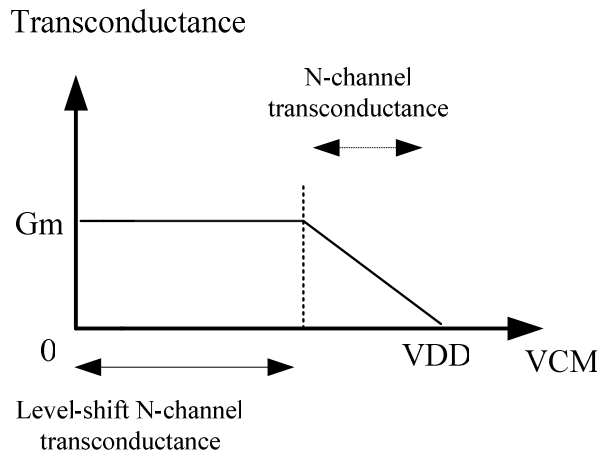 Transconductance
N-channel
transconductance
Gm
0
VDD
VCM
Level-shift N-channel
transconductance